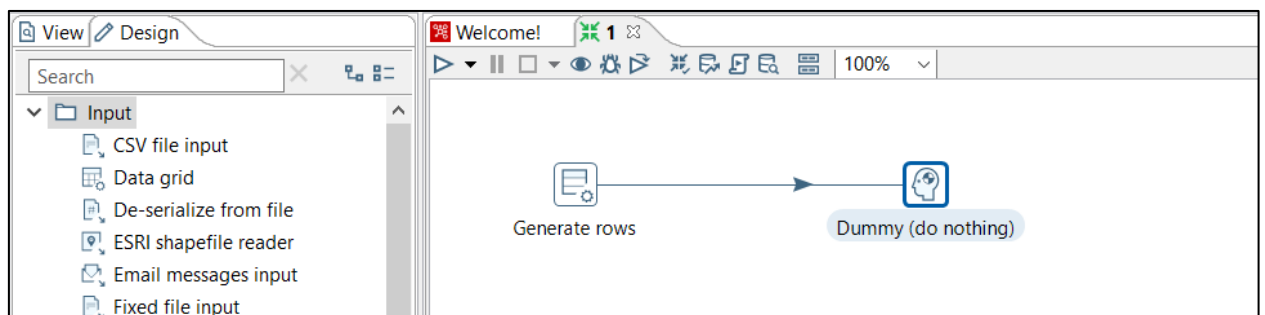 View
Design
Search
Input
CSV file input
Data grid
De-serialize from file
ESRI shapefile reader
Email messages input
Fixed file input
Welcome!
1
100%
Generate rows
Dummy (do nothing)